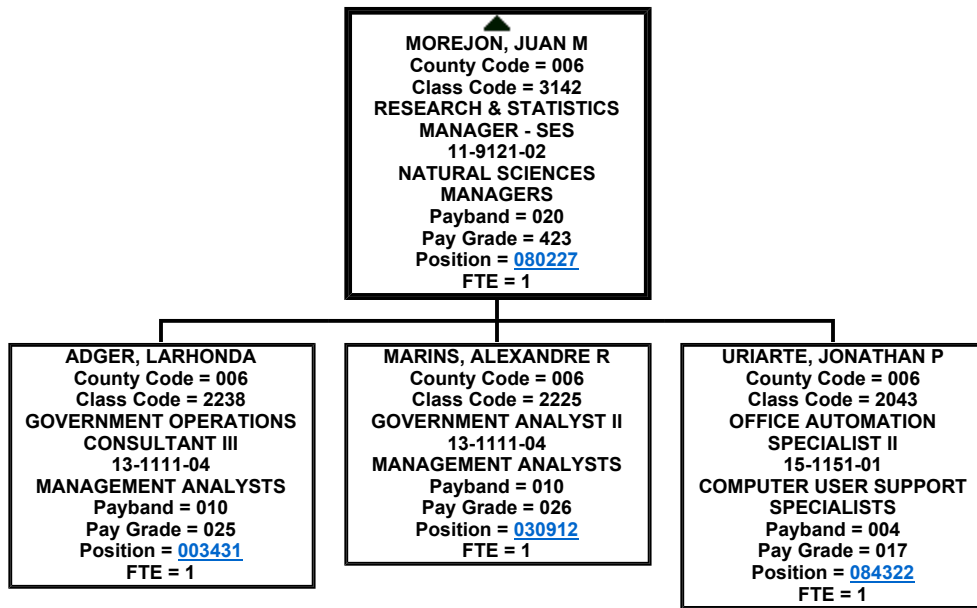 MOREJON, JUAN M
County Code = 006
Class Code = 3142
RESEARCH & STATISTICS
MANAGER - SES
11-9121-02
NATURAL SCIENCES
MANAGERS
Payband = 020
Pay Grade = 423
Position = 080227
FTE = 1
ADGER, LARHONDA
County Code = 006
Class Code = 2238
GOVERNMENT OPERATIONS
CONSULTANT III
13-1111-04
MANAGEMENT ANALYSTS
Payband = 010
Pay Grade = 025
Position = 003431
FTE = 1
MARINS, ALEXANDRE R
County Code = 006
Class Code = 2225
GOVERNMENT ANALYST II
13-1111-04
MANAGEMENT ANALYSTS
Payband = 010
Pay Grade = 026
Position = 030912
FTE = 1
URIARTE, JONATHAN P
County Code = 006
Class Code = 2043
OFFICE AUTOMATION
SPECIALIST II
15-1151-01
COMPUTER USER SUPPORT
SPECIALISTS
Payband = 004
Pay Grade = 017
Position = 084322
FTE = 1